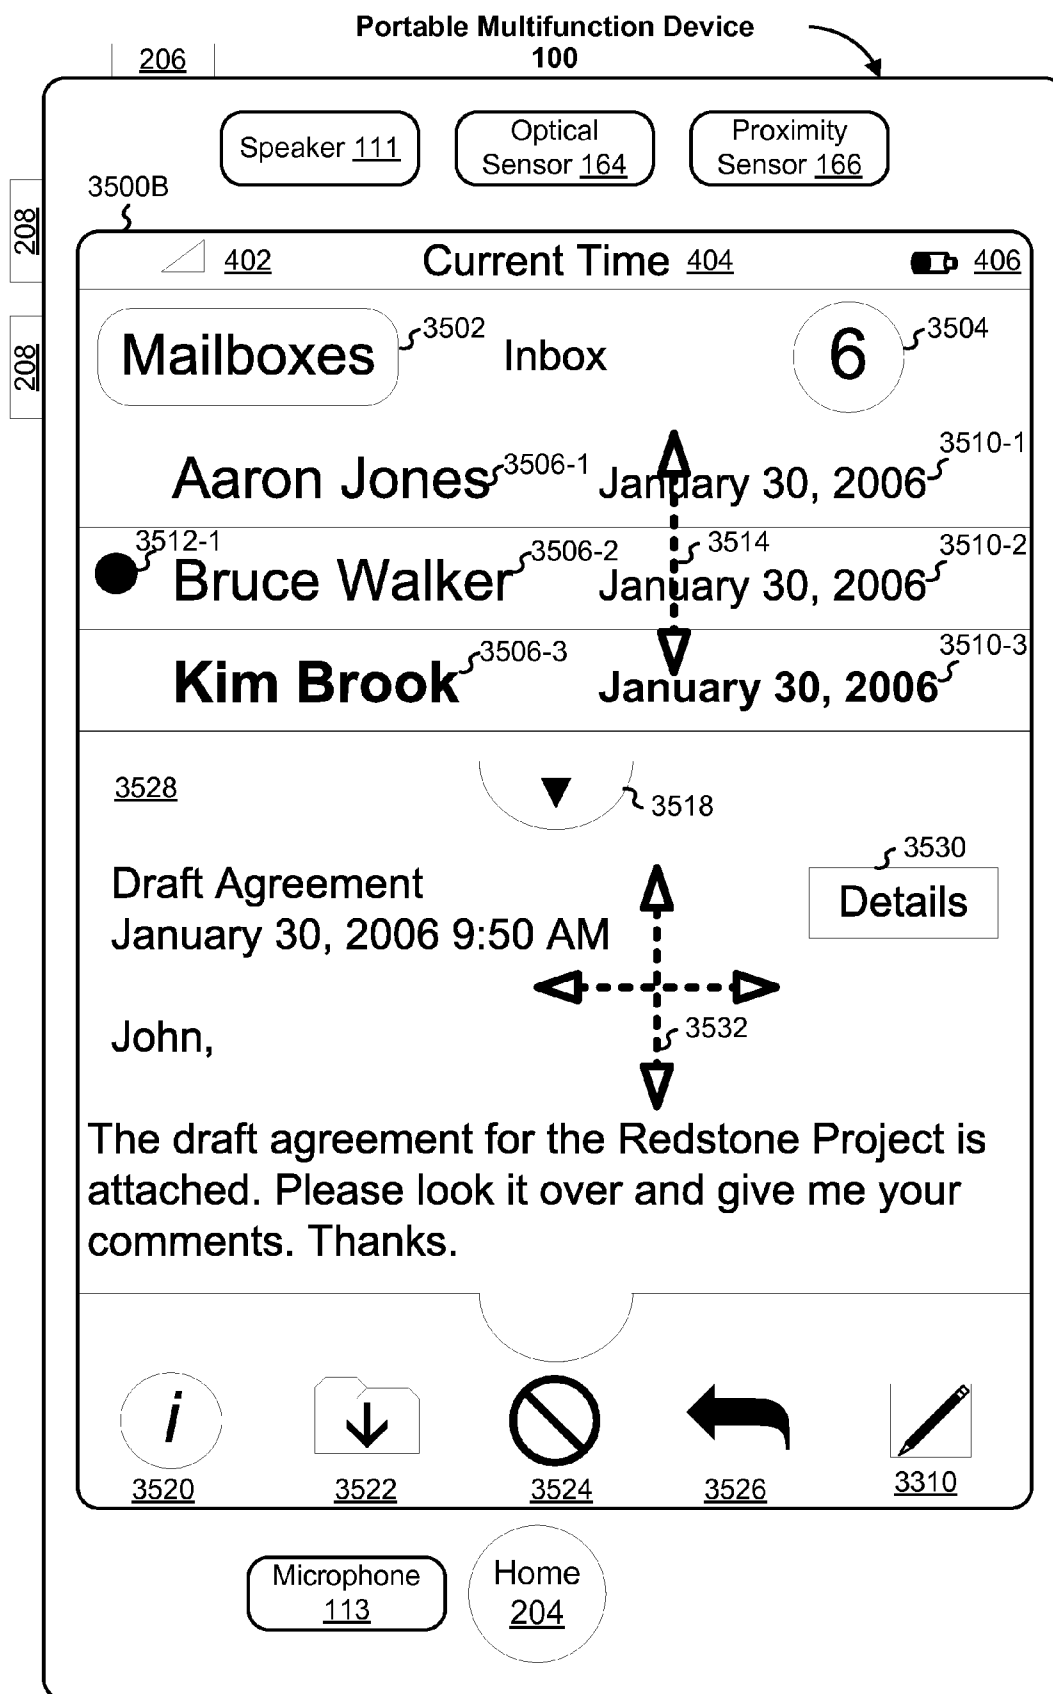 Portable Multifunction Device
100
206
Speaker 111
Optical
Sensor 164
Proximity
Sensor 166
3500B
208
208
402
Current Time 404
406
Mailboxes
3502
Inbox
6
3504
Aaron Jones
3506-1
January 30, 2006
3510-1
3512-1
Bruce Walker
3506-2
3514
January 30, 2006
3510-2
Kim Brook
3506-3
January 30, 2006
3510-3
3528
3518
3530
Draft Agreement
Details
January 30, 2006 9:50 AM
John,
3532
The draft agreement for the Redstone Project is
attached. Please look it over and give me your
comments. Thanks.
i
3520
3522
3524
3526
3310
Microphone
113
Home
204